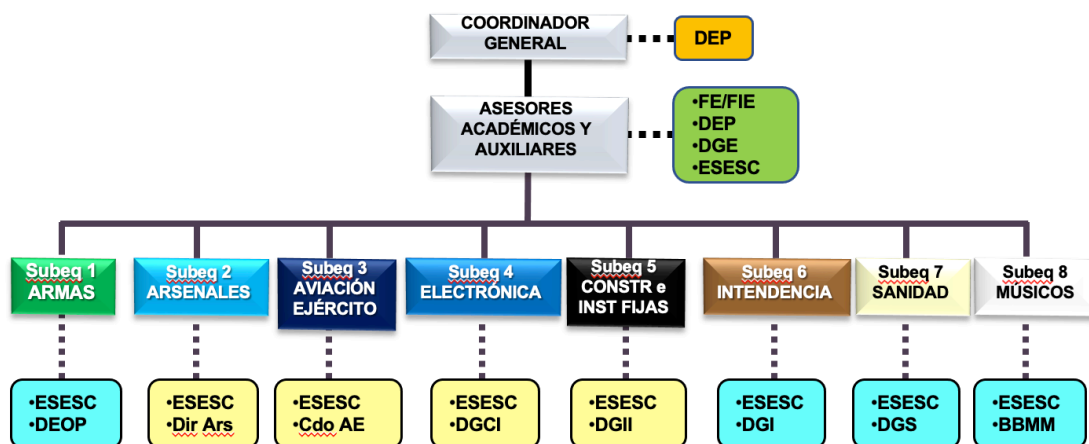 COORDINADOR
GENERAL
DEP
ASESORES
ACADÉMICOS Y
AUXILIARES
•FE/FIE
•DEP
•DGE
•ESESC
Subeq 1
ARMAS
Subeq 2
ARSENALES
Subeq 3
AVIACIÓN
EJÉRCITO
Subeq 4
ELECTRÓNICA
Subeq 5
CONSTR e
INST FIJAS
Subeq 6
INTENDENCIA
Subeq 7
SANIDAD
Subeq 8
MÚSICOS
•ESESC
•DEOP
•ESESC
•Dir Ars
•ESESC
•Cdo AE
•ESESC
•DGCI
•ESESC
•DGII
•ESESC
•DGI
•ESESC
•DGS
•ESESC
•BBMM